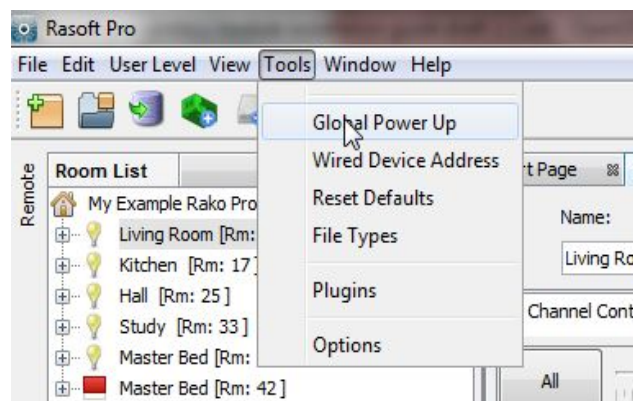 Rasoft Pro
File Edit User Level View Tools Window Help
Global Power Up
Wired Device Address
Reset Defaults
File Types
Plugins
Options
Remote
Room List
My Example Rako Pro
Living Room [Rm:
Kitchen [Rm: 17]
Hall [Rm: 25]
Study [Rm: 33]
Master Bed [Rm:
Master Bed [Rm: 42]
rt Page
Name:
Living Ro
Channel Cont
All